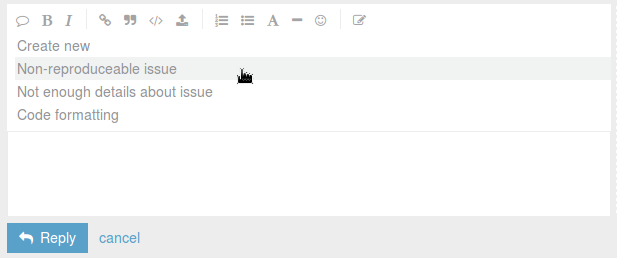 B I </> A
Create new
Non-reproduceable issue
Not enough details about issue
Code formatting
Reply cancel